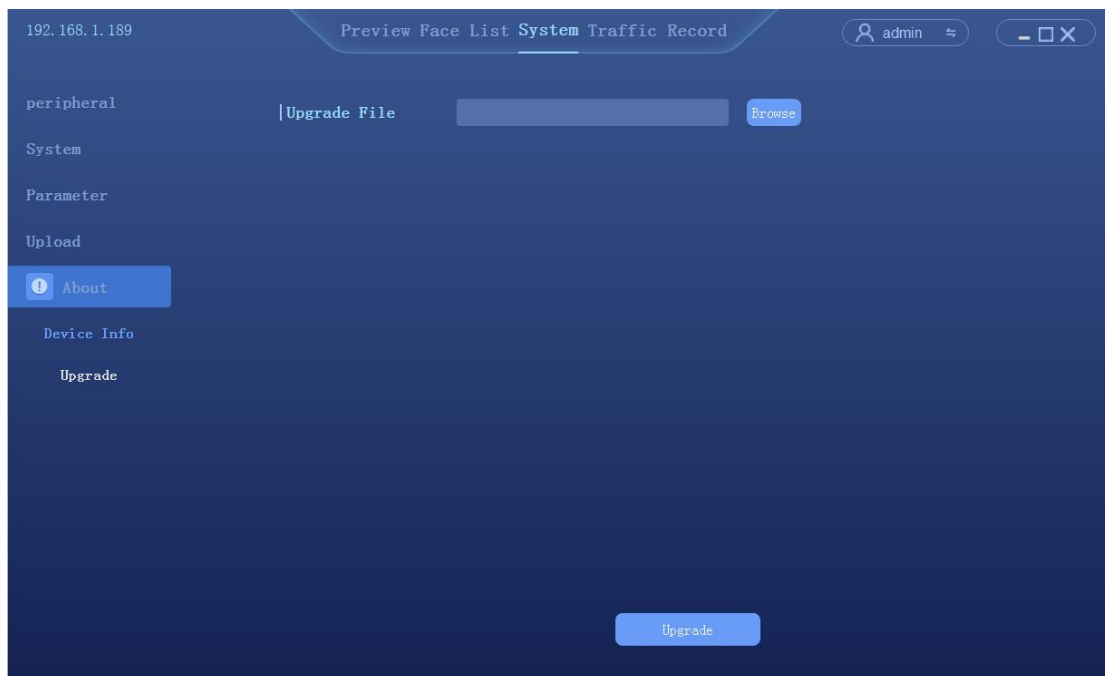 192.168.1.189
Preview Face List System Traffic Record
admin
peripheral
Upgrade File
Browse
System
Parameter
Upload
About
Device Info
Upgrade
Upgrade